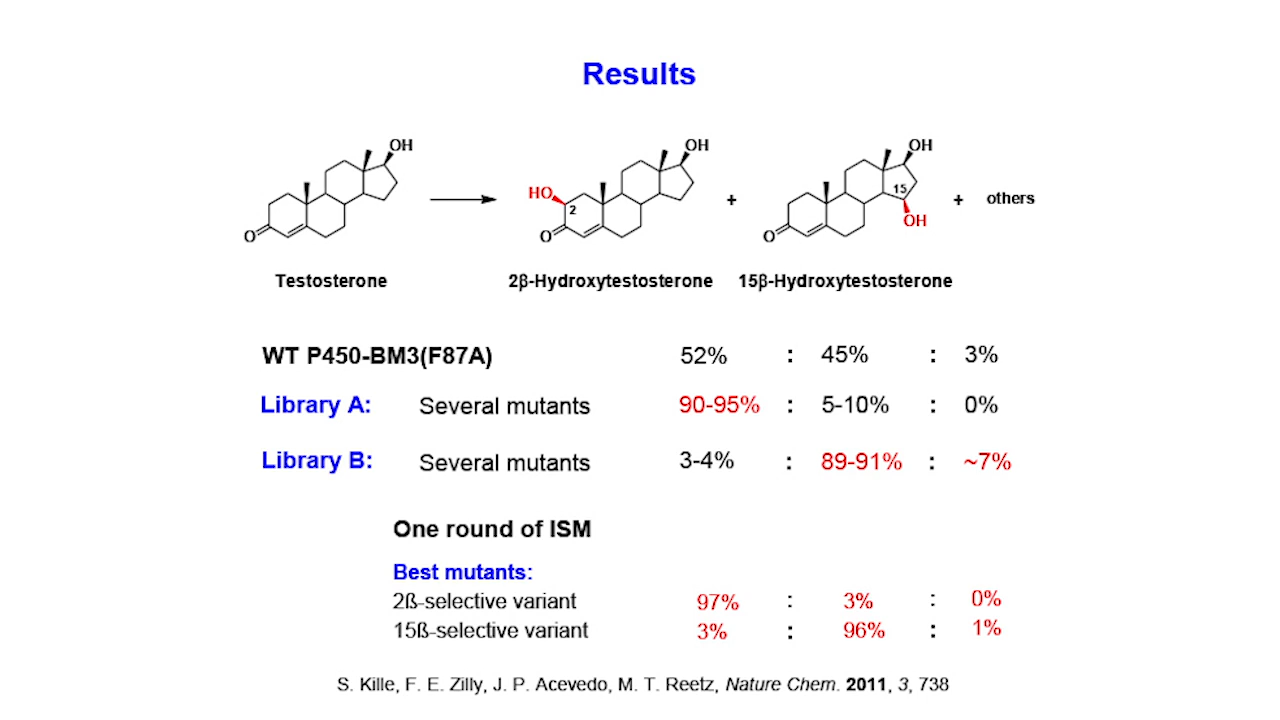 Results
OH
O
Testosterone
OH
HO
2
O
2β-Hydroxytestosterone
+
OH
15
OH
O
15β-Hydroxytestosterone
+ others
WT P450-BM3(F87A) 52% : 45% : 3%
Library A: Several mutants 90-95% : 5-10% : 0%
Library B: Several mutants 3-4% : 89-91% : ~7%
One round of ISM
Best mutants:
2ß-selective variant 97% : 3% : 0%
15ß-selective variant 3% : 96% : 1%
S. Kille, F. E. Zilly, J. P. Acevedo, M. T. Reetz, Nature Chem. 2011, 3, 738